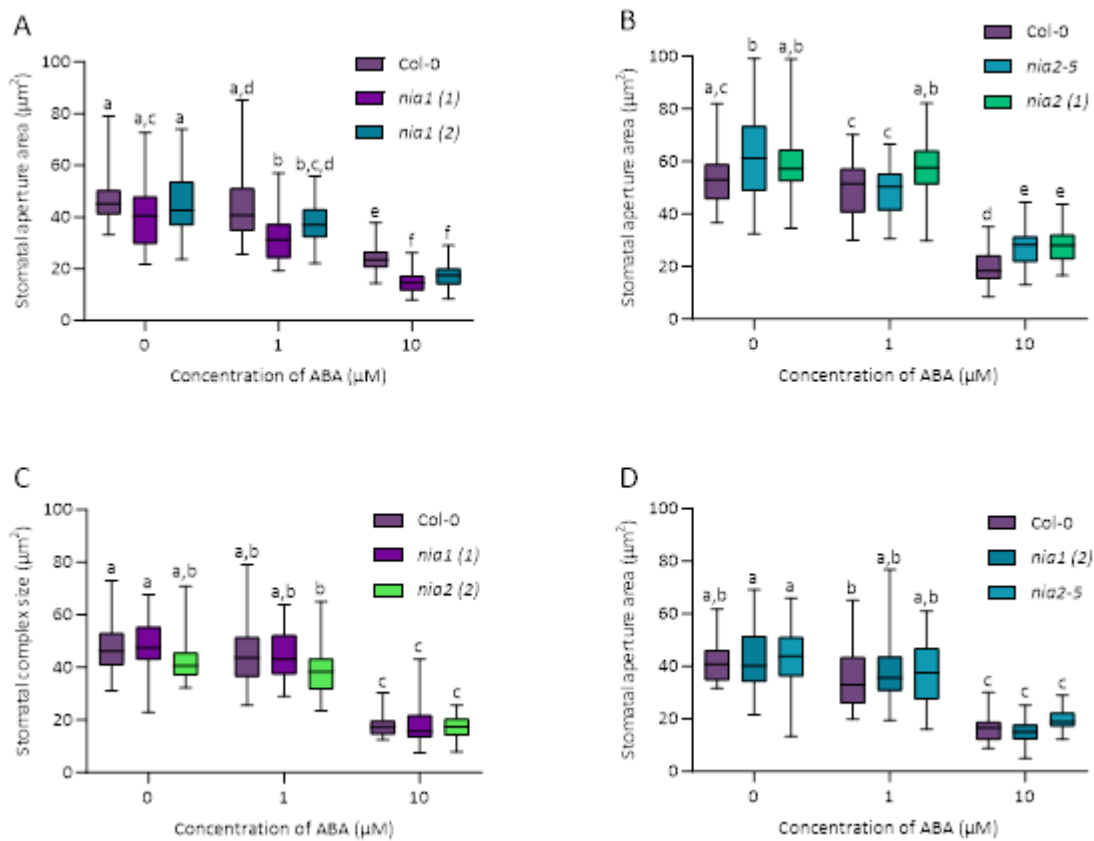 A
Stomatal aperture area (µm²)
100
80
60
40
20
0
a
a,c
a
a,d
b
b,c,d
e
f
f
Col-0
nia1 (1)
nia1 (2)
0
1
10
Concentration of ABA (µM)
B
Stomatal aperture area (µm²)
100
80
60
40
20
0
a,c
b
a,b
c
c
a,b
d
e
e
Col-0
nia2-5
nia2 (1)
0
1
10
Concentration of ABA (µM)
C
Stomatal complex size (µm²)
100
80
60
40
20
0
a
a
a,b
a,b
a,b
b
c
c
c
Col-0
nia1 (1)
nia2 (2)
0
1
10
Concentration of ABA (µM)
D
Stomatal aperture area (µm²)
100
80
60
40
20
0
a,b
a
a
b
a,b
a,b
c
c
c
Col-0
nia1 (2)
nia2-5
0
1
10
Concentration of ABA (µM)